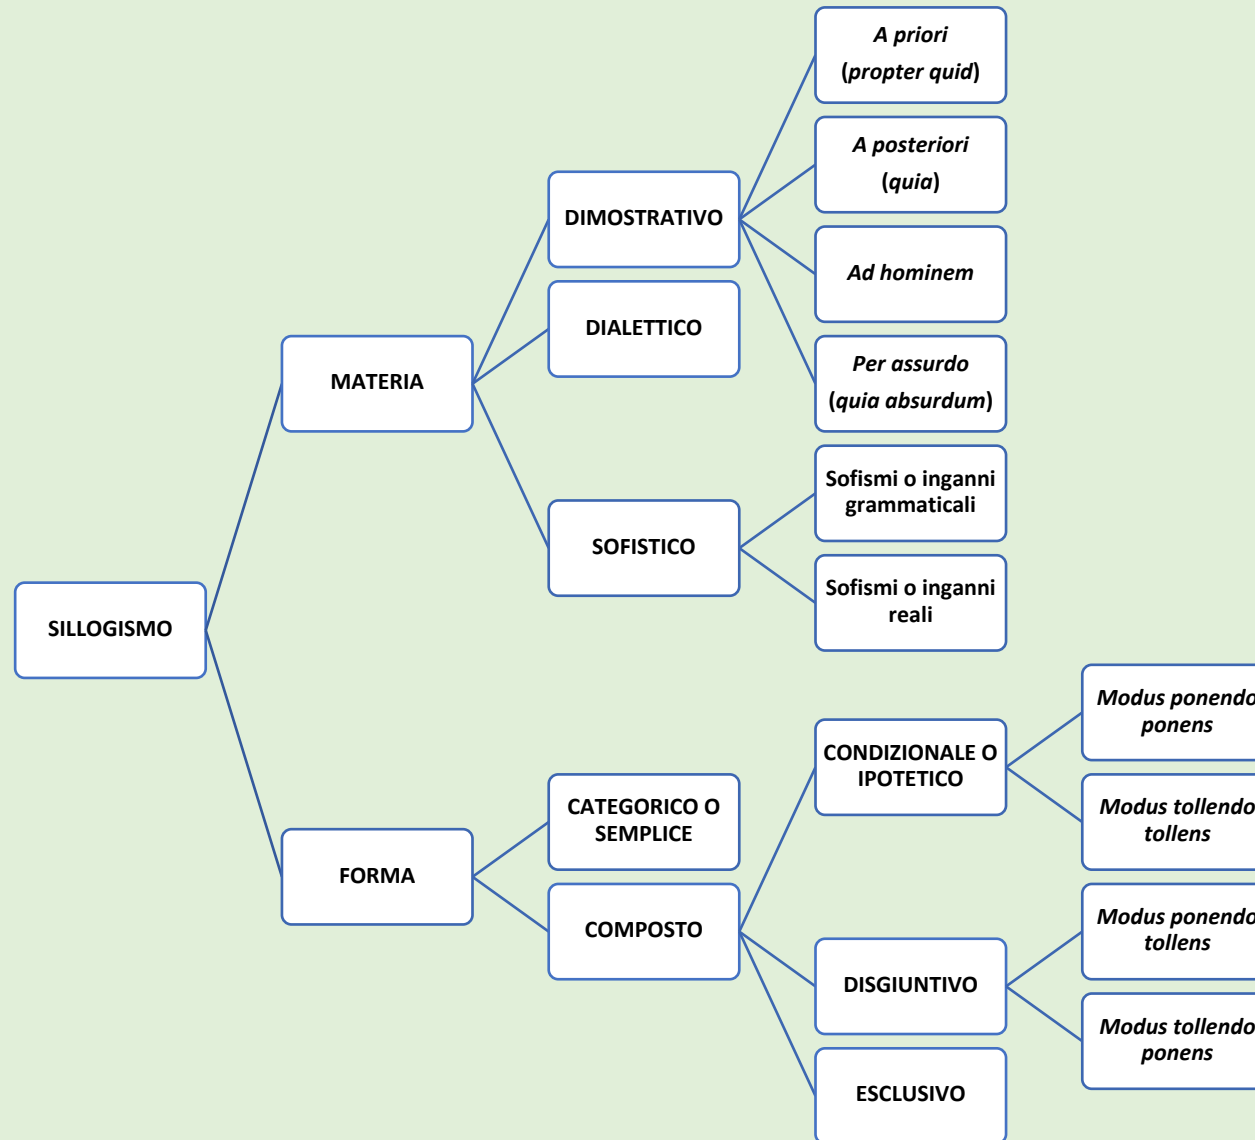 A priori
(propter quid)
A posteriori
(quia)
DIMOSTRATIVO
Ad hominem
DIALETTICO
Per assurdo
(quia absurdum)
MATERIA
Sofismi o inganni
grammaticali
SOFISTICO
Sofismi o inganni
reali
SILLOGISMO
Modus ponendo
ponens
CONDIZIONALE O
IPOTETICO
CATEGORICO O
SEMPLICE
Modus tollendo
tollens
FORMA
COMPOSTO
Modus ponendo
tollens
DISGIUNTIVO
Modus tollendo
ponens
ESCLUSIVO